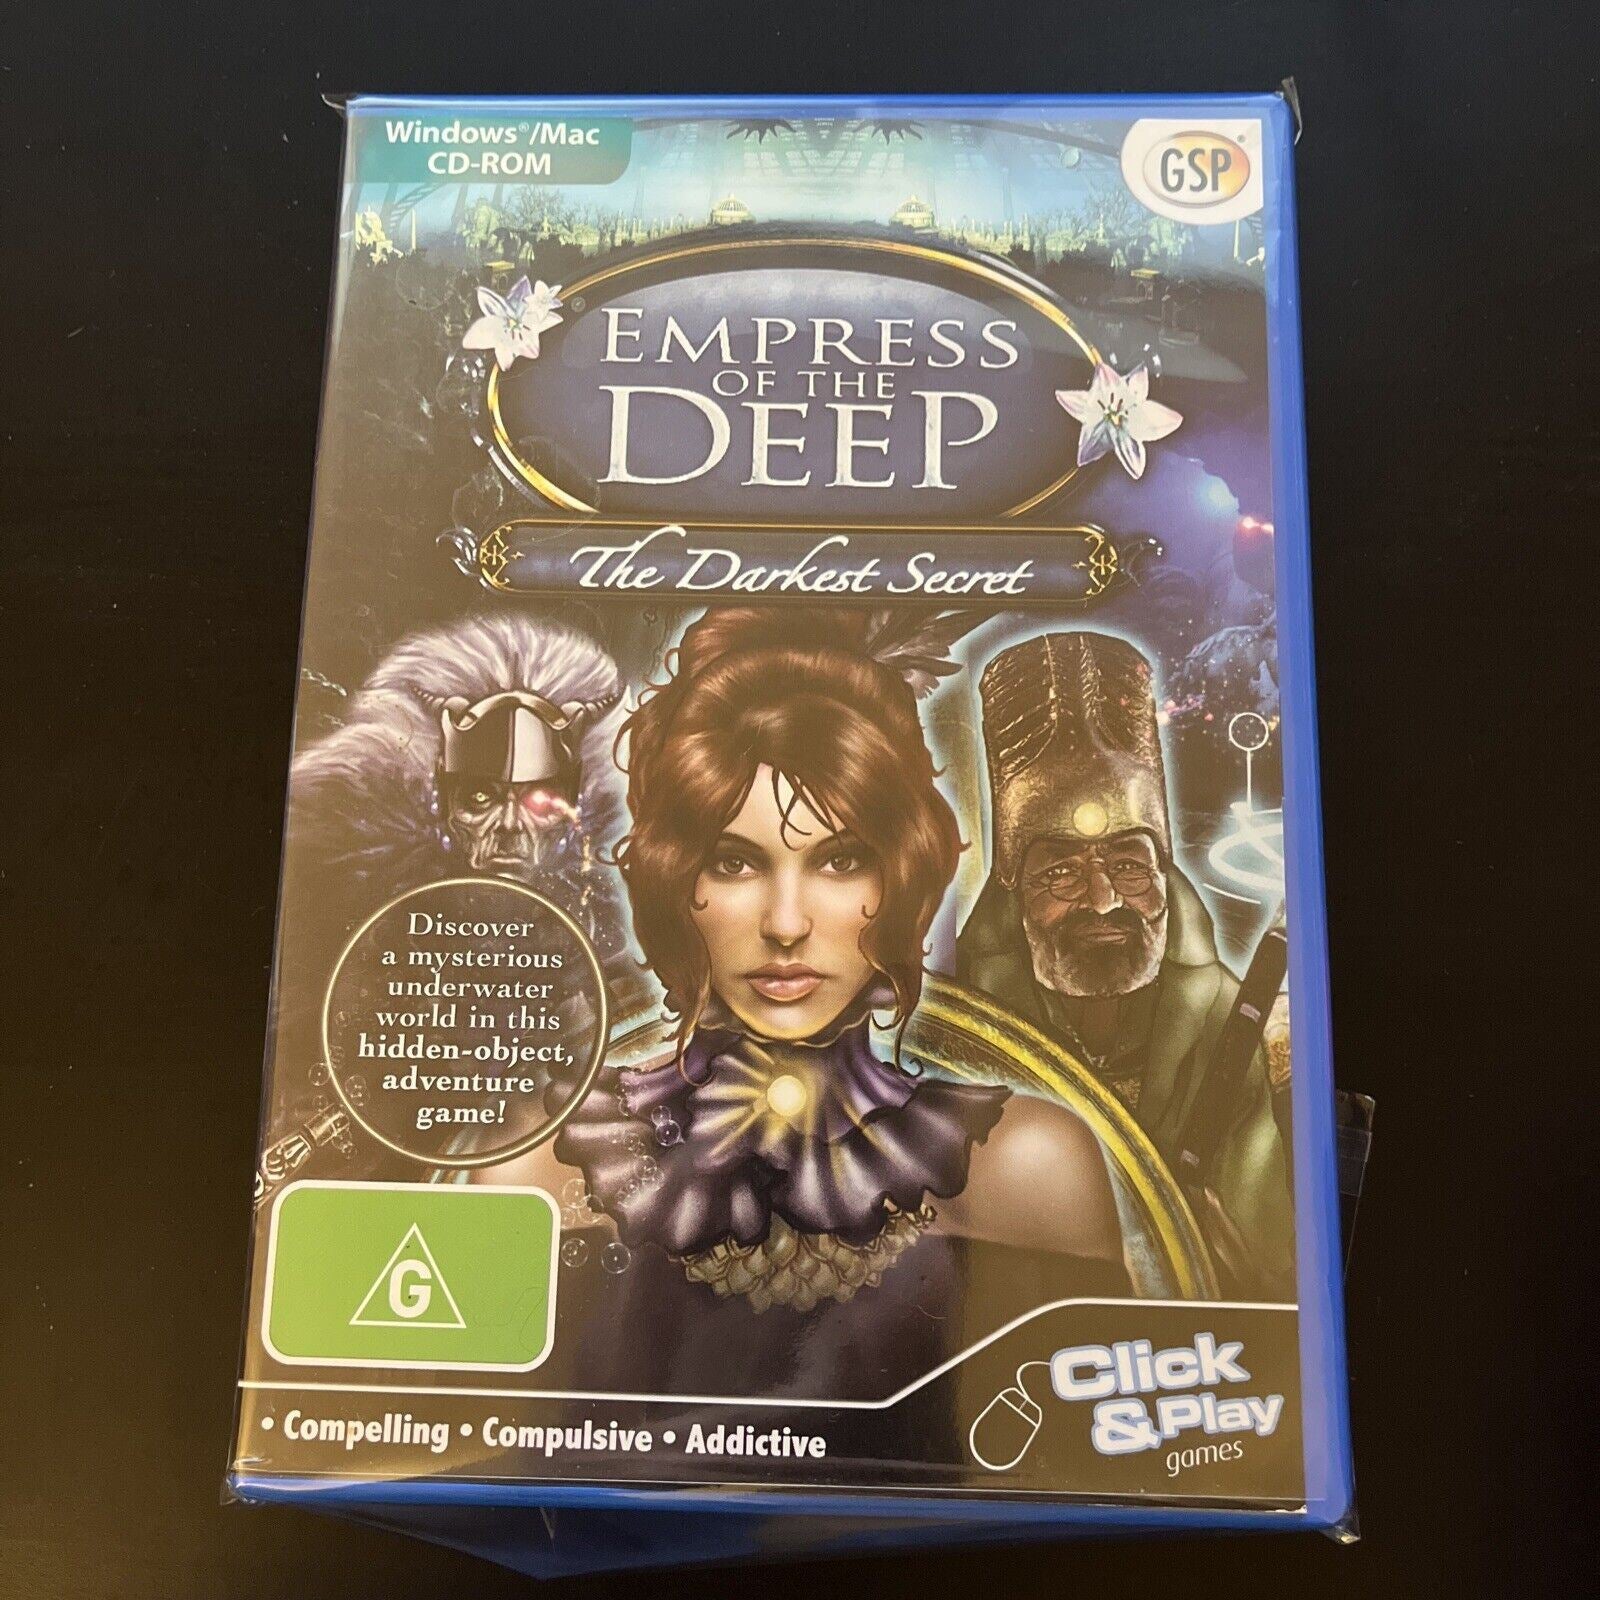 Windows®/Mac
CD-ROM
GSP®
EMPRESS
OF THE
DEEP
The Darkest Secret
Discover
a mysterious
underwater
world in this
hidden-object,
adventure
game!
G
• Compelling • Compulsive • Addictive
Click
& Play
games